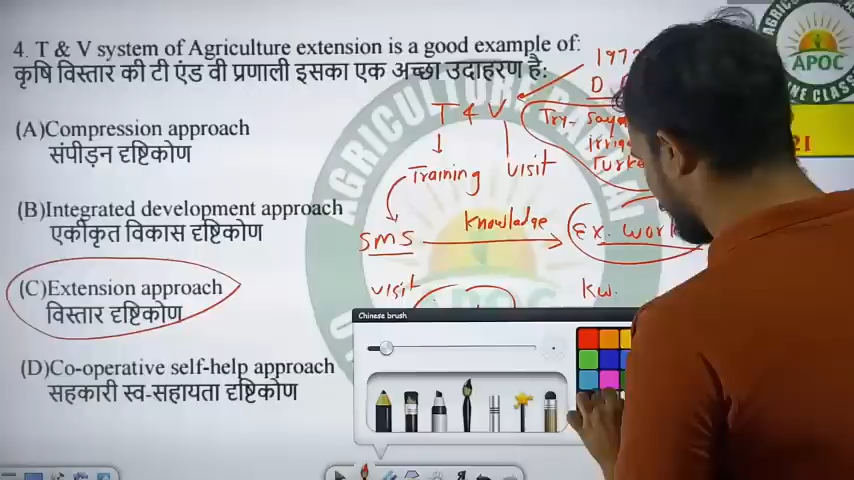 4. T & V system of Agriculture extension is a good example of:
कृषि विस्तार की टी एंड वी प्रणाली इसका एक अच्छा उदाहरण है:
(A)Compression approach
संपीड़न दृष्टिकोण
(B)Integrated development approach
एकीकृत विकास दृष्टिकोण
(C)Extension approach
विस्तार दृष्टिकोण
(D)Co-operative self-help approach
सहकारी स्व-सहायता दृष्टिकोण
T & V
Training
visit
SMS
Knowledge
Ex. work
visit
kw.
Try-
Chinese brush
APOC